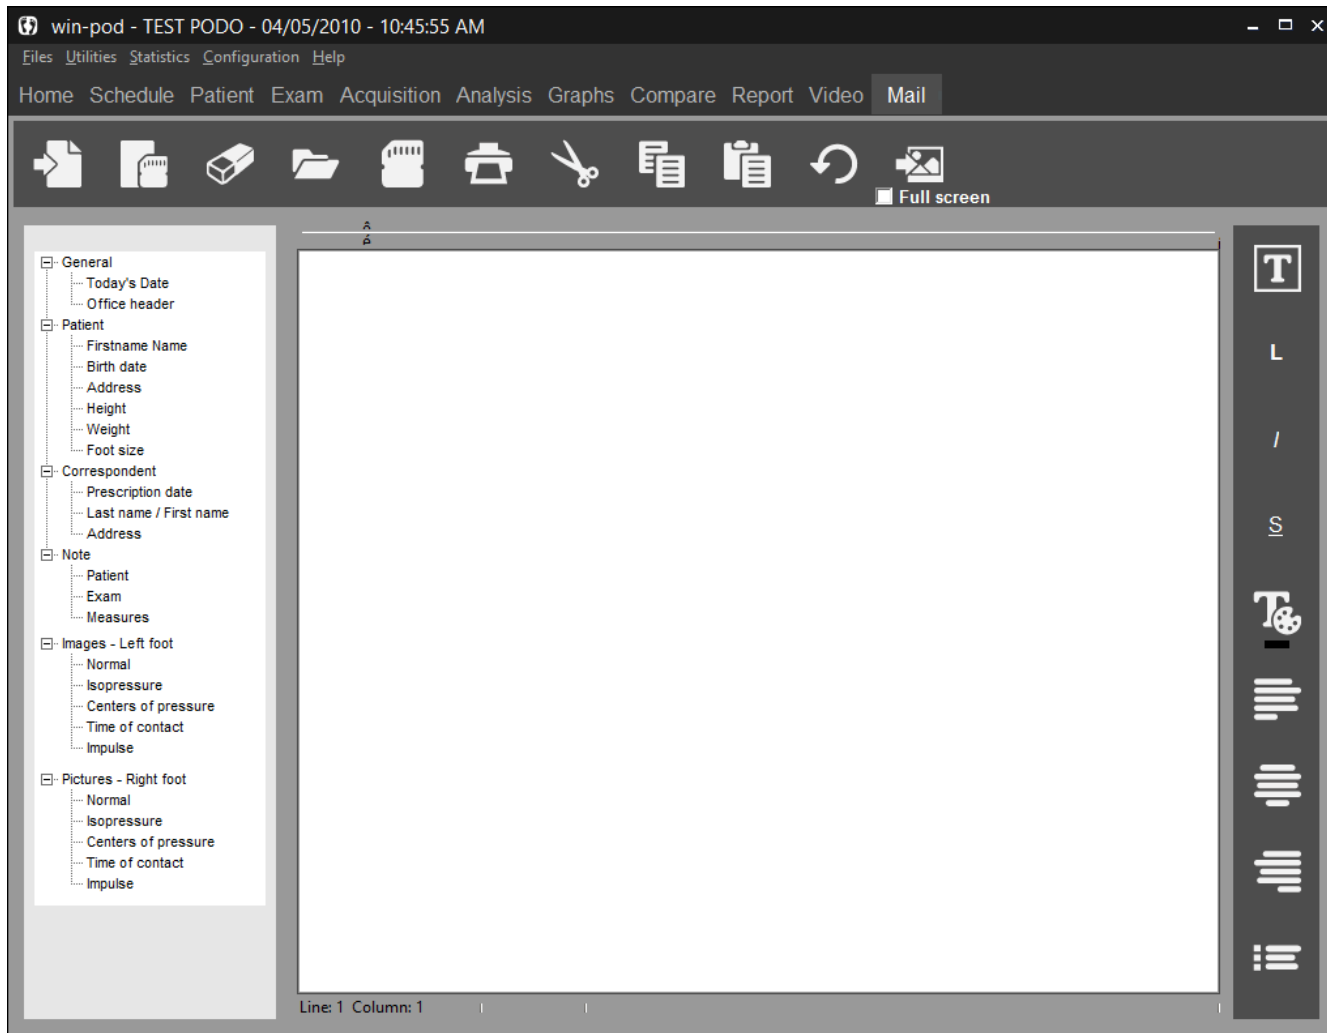 win-pod - TEST PODO - 04/05/2010 - 10:45:55 AM
Files Utilities Statistics Configuration Help
Home Schedule Patient Exam Acquisition Analysis Graphs Compare Report Video Mail
Full screen
General
Today's Date
Office header
Patient
Firstname Name
Birth date
Address
Height
Weight
Foot size
Correspondent
Prescription date
Last name / First name
Address
Note
Patient
Exam
Measures
Images - Left foot
Normal
Isopressure
Centers of pressure
Time of contact
Impulse
Pictures - Right foot
Normal
Isopressure
Centers of pressure
Time of contact
Impulse
T
L
I
S
T
Line: 1 Column: 1